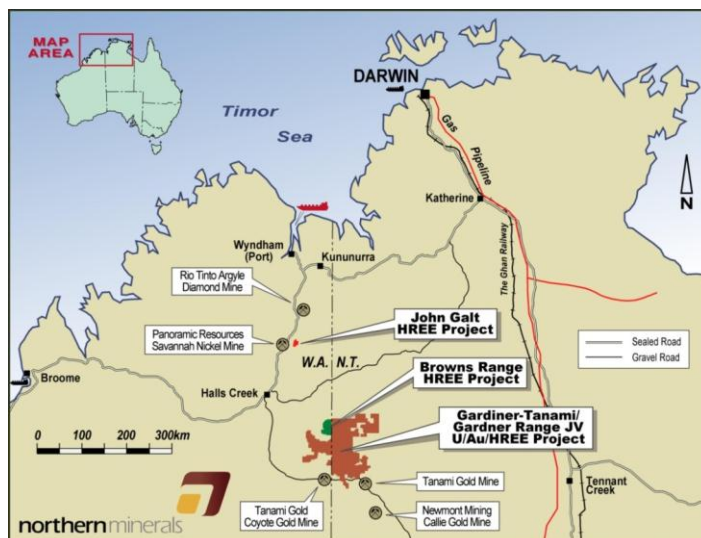 MAP
AREA
DARWIN
Timor
Sea
Gas
Pipeline
Katherine
N
Wyndham
(Port)
Kununurra
The Ghan Railway
Rio Tinto Argyle
Diamond Mine
John Galt
HREE Project
Panoramic Resources
Savannah Nickel Mine
W.A. N.T.
Sealed Road
Gravel Road
Browns Range
HREE Project
Broome
Halls Creek
Gardiner-Tanami/
Gardner Range JV
U/Au/HREE Project
0 100 200 300km
Tanami Gold Mine
Tennant
Creek
Tanami Gold
Coyote Gold Mine
Newmont Mining
Callie Gold Mine
northernminerals